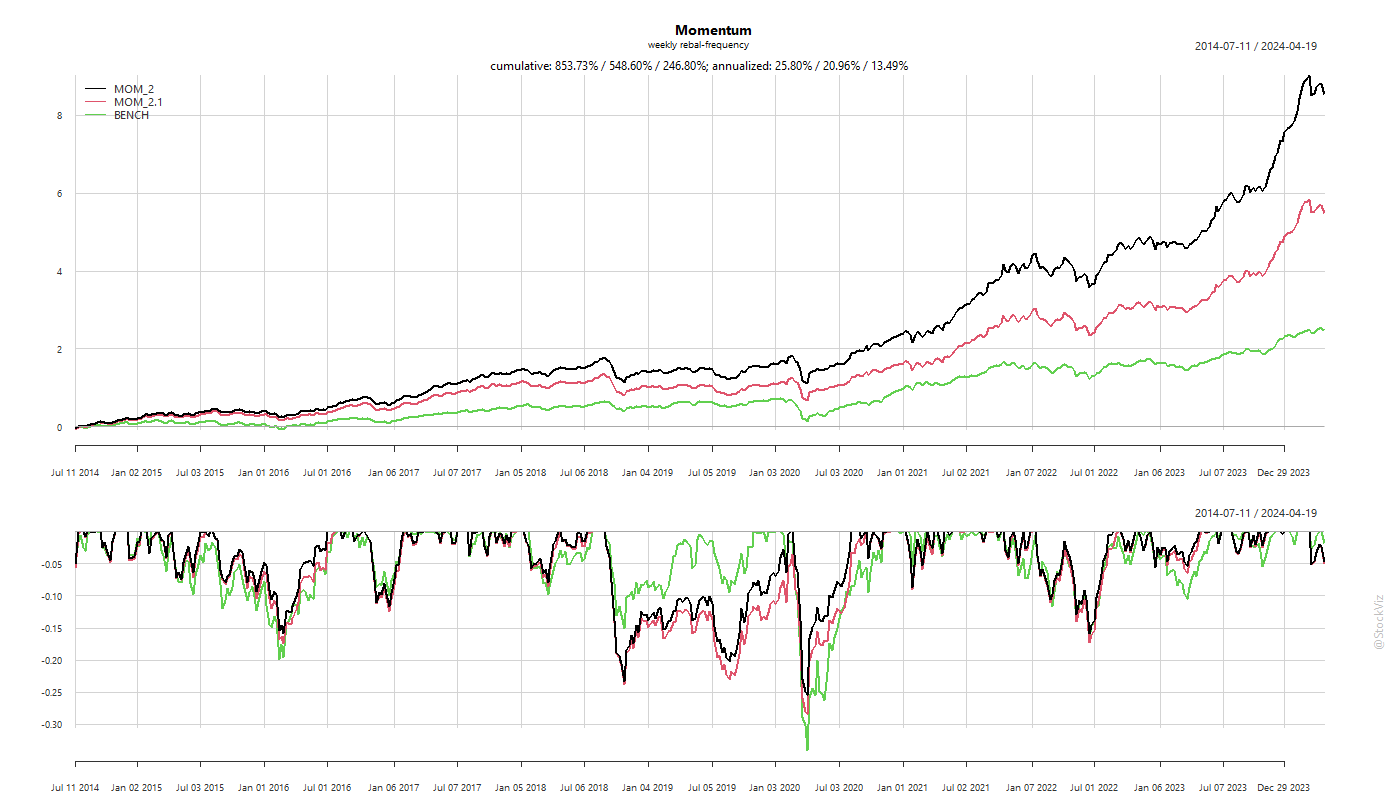 Momentum
weekly rebal-frequency
2014-07-11 / 2024-04-19
cumulative: 853.73% / 548.60% / 246.80%; annualized: 25.80% / 20.96% / 13.49%
MOM_2
MOM_2.1
BENCH
8
6
4
2
0
Jul 11 2014 Jan 02 2015 Jul 03 2015 Jan 01 2016 Jul 01 2016 Jan 06 2017 Jul 07 2017 Jan 05 2018 Jul 06 2018 Jan 04 2019 Jul 05 2019 Jan 03 2020 Jul 03 2020 Jan 01 2021 Jul 02 2021 Jan 07 2022 Jul 01 2022 Jan 06 2023 Jul 07 2023 Dec 29 2023
2014-07-11 / 2024-04-19
-0.05
-0.10
-0.15
-0.20
-0.25
-0.30
Jul 11 2014 Jan 02 2015 Jul 03 2015 Jan 01 2016 Jul 01 2016 Jan 06 2017 Jul 07 2017 Jan 05 2018 Jul 06 2018 Jan 04 2019 Jul 05 2019 Jan 03 2020 Jul 03 2020 Jan 01 2021 Jul 02 2021 Jan 07 2022 Jul 01 2022 Jan 06 2023 Jul 07 2023 Dec 29 2023
@StockViz